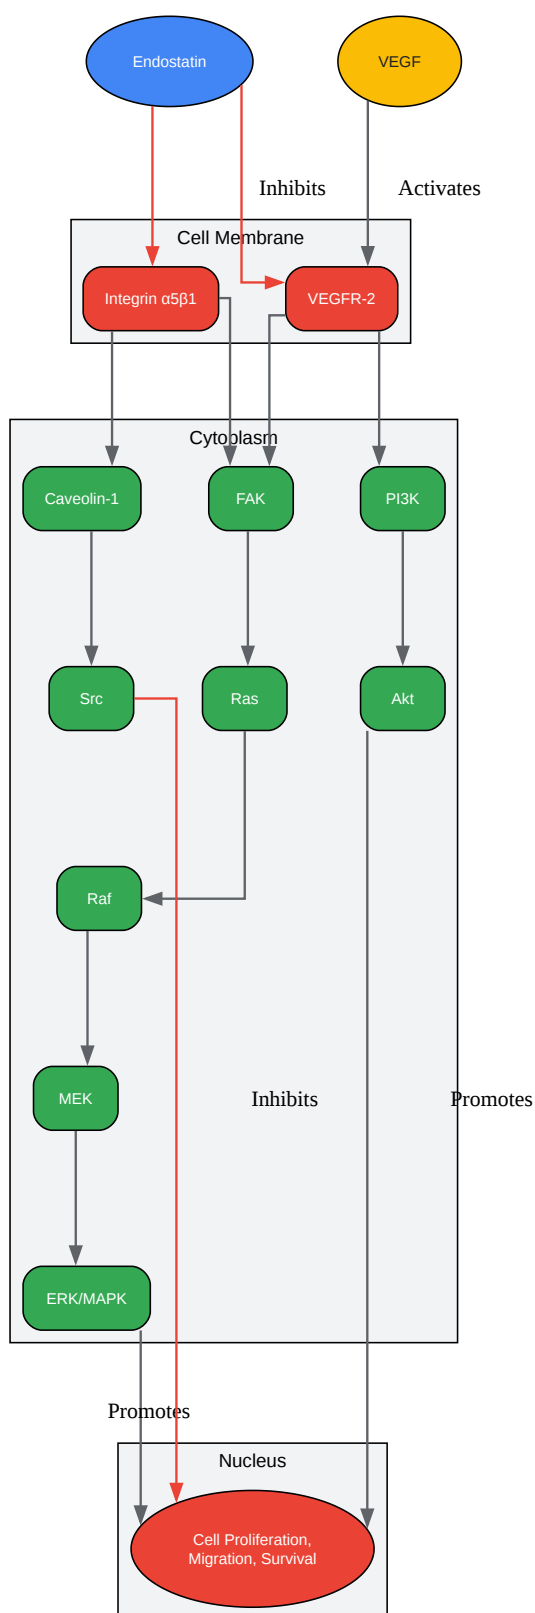 Endostatin
VEGF
Inhibits
Activates
Cell Membrane
Integrin α5β1
VEGFR-2
Cytoplasm
Caveolin-1
FAK
PI3K
Src
Ras
Akt
Raf
MEK
Inhibits
Promotes
ERK/MAPK
Promotes
Nucleus
Cell Proliferation,
Migration, Survival